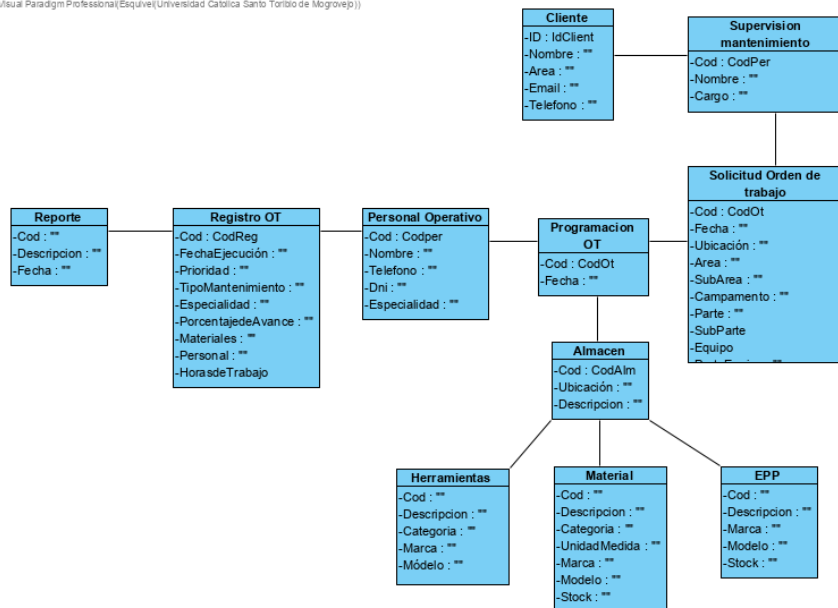 Visual Paradigm Professional(Esquivel(Universidad Catolica Santo Toribio de Mogrovejo))
Cliente
-ID : IdClient
-Nombre : ""
-Area : ""
-Email : ""
-Telefono : ""
Supervision
mantenimiento
-Cod : CodPer
-Nombre : ""
-Cargo : ""
Solicitud Orden de
trabajo
-Cod : CodOt
-Fecha : ""
-Ubicación : ""
-Area : ""
-SubArea : ""
-Campamento : ""
-Parte : ""
-SubParte
-Equipo
Reporte
-Cod : ""
-Descripcion : ""
-Fecha : ""
Registro OT
-Cod : CodReg
-FechaEjecución : ""
-Prioridad : ""
-TipoMantenimiento : ""
-Especialidad : ""
-PorcentajedeAvance : ""
-Materiales : ""
-Personal : ""
-HorasdeTrabajo
Personal Operativo
-Cod : Codper
-Nombre : ""
-Telefono : ""
-Dni : ""
-Especialidad : ""
Programacion
OT
-Cod : CodOt
-Fecha : ""
Almacen
-Cod : CodAlm
-Ubicación : ""
-Descripcion : ""
Herramientas
-Cod : ""
-Descripcion : ""
-Categoria : ""
-Marca : ""
-Módelo : ""
Material
-Cod : ""
-Descripcion : ""
-Categoria : ""
-UnidadMedida : ""
-Marca : ""
-Modelo : ""
-Stock : ""
EPP
-Cod : ""
-Descripcion : ""
-Marca : ""
-Modelo : ""
-Stock : ""